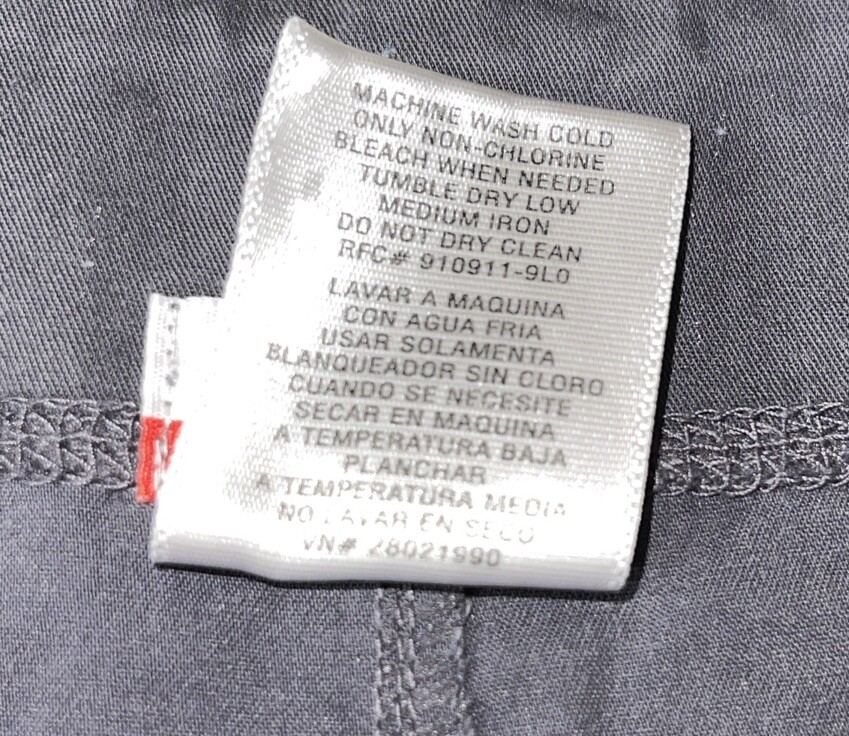 MACHINE WASH COLD
ONLY NON-CHLORINE
BLEACH WHEN NEEDED
TUMBLE DRY LOW
MEDIUM IRON
DO NOT DRY CLEAN
RFC# 910911-9L0
LAVAR A MAQUINA
CON AGUA FRIA
USAR SOLAMENTA
BLANQUEADOR SIN CLORO
CUANDO SE NECESITE
SECAR EN MAQUINA
A TEMPERATURA BAJA
PLANCHAR
A TEMPERATURA MEDIA
NO LAVAR EN SECO
VN# 28021990